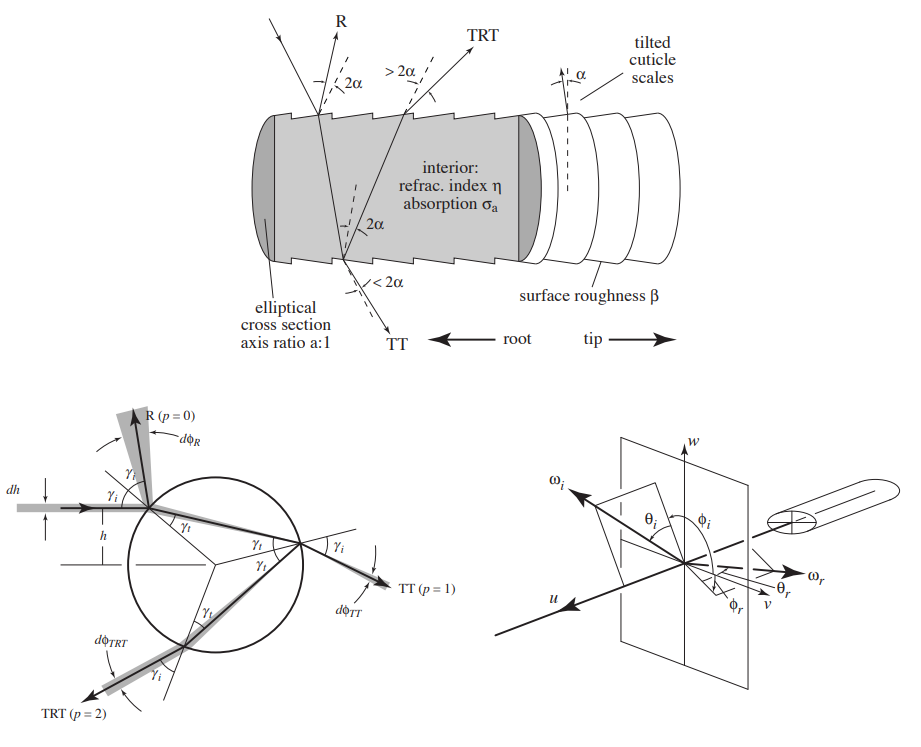 R
TRT
tilted
cuticle
scales
> 2α
2α
α
interior:
refrac. index η
absorption σa
2α
< 2α
elliptical
cross section
axis ratio a:1
TT
surface roughness β
root
tip
R (p = 0)
dϕR
γi
γi
dh
h
γt
γt
γt
γi
TT (p = 1)
dϕTT
γt
dϕTRT
γi
TRT (p = 2)
w
ωi
θi
ϕi
u
ωr
θr
ϕr
v